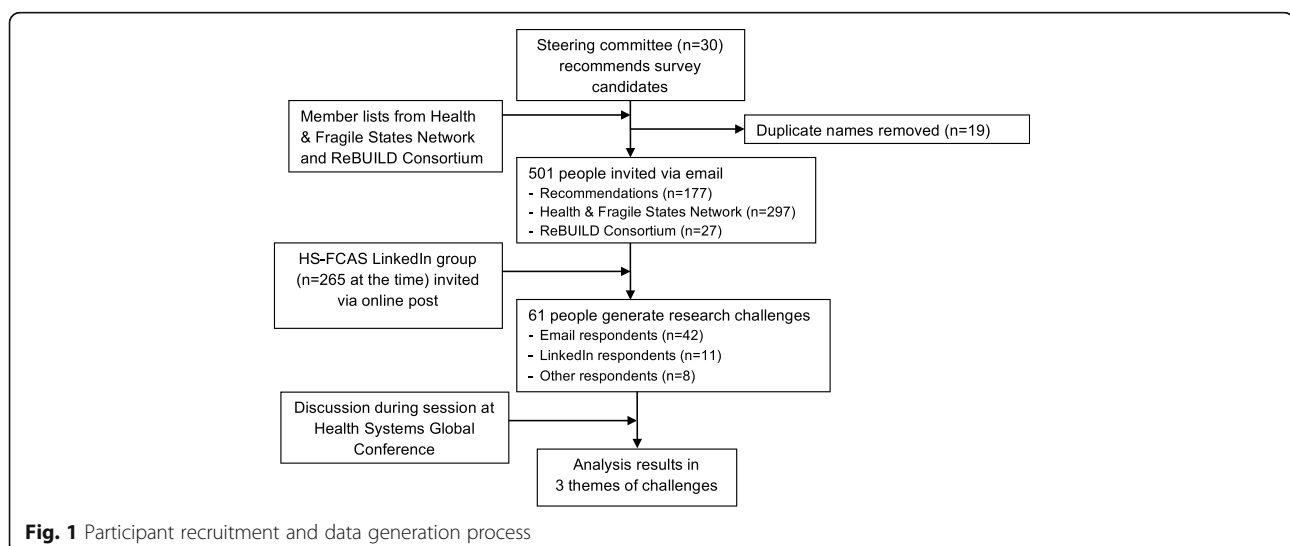 Steering committee (n=30)
recommends survey
candidates
Member lists from Health
& Fragile States Network
and ReBUILD Consortium
Duplicate names removed (n=19)
501 people invited via email
- Recommendations (n=177)
- Health & Fragile States Network (n=297)
- ReBUILD Consortium (n=27)
HS-FCAS LinkedIn group
(n=265 at the time) invited
via online post
61 people generate research challenges
- Email respondents (n=42)
- LinkedIn respondents (n=11)
- Other respondents (n=8)
Discussion during session at
Health Systems Global
Conference
Analysis results in
3 themes of challenges
Fig. 1 Participant recruitment and data generation process